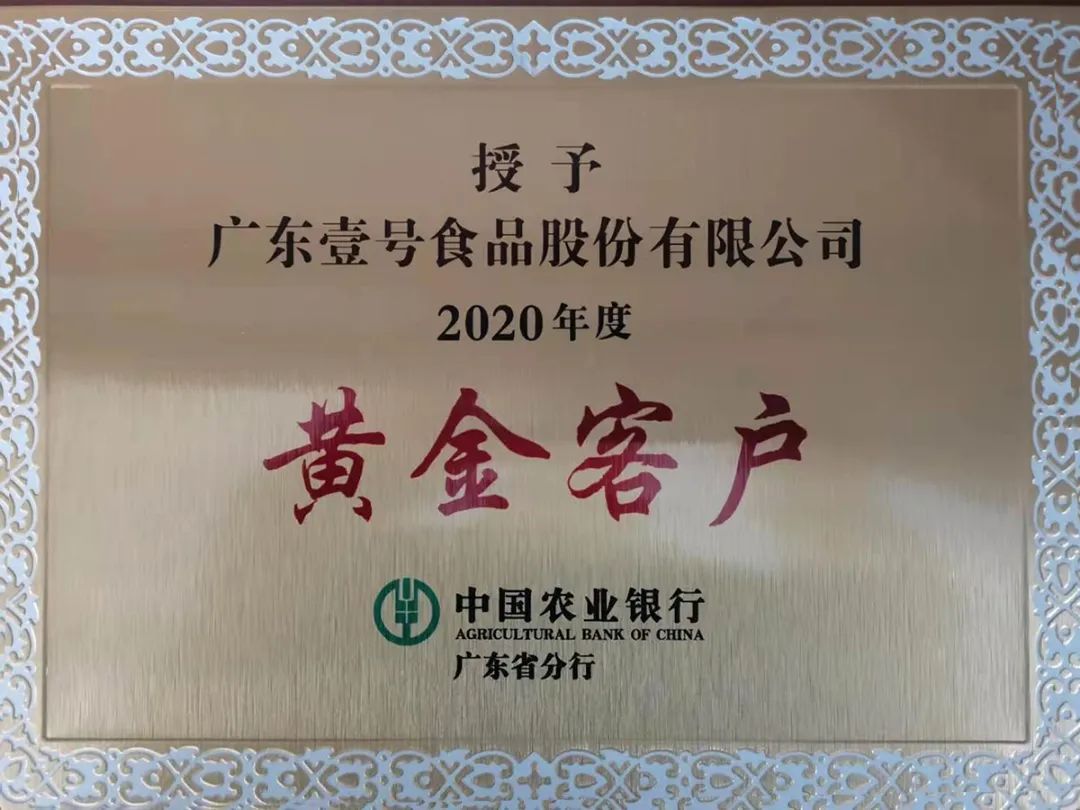 授予
广东壹号食品股份有限公司
2020年度
黄金客户
中国农业银行
AGRICULTURAL BANK OF CHINA
广东省分行